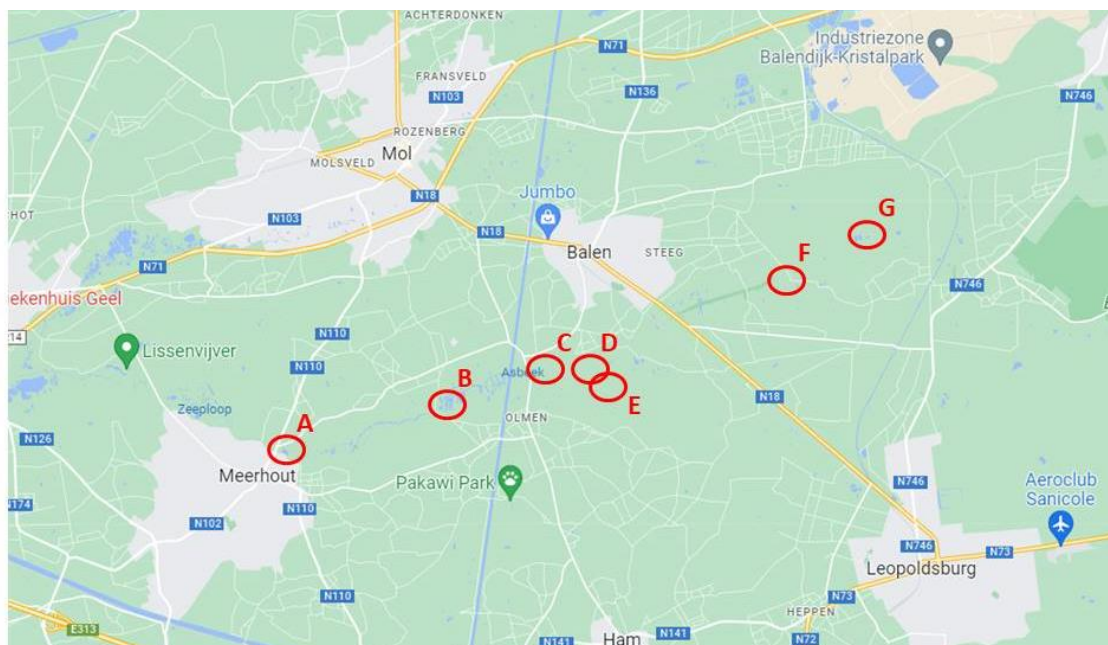 ACHTERDONKEN
N71
Industriezone
Balendijk-Kristalpark
FRANSVELD
N103
N136
N746
ROZENBERG
Mol
MOLSVELD
N18
Jumbo
N103
N18
G
Balen
STEEG
F
N71
N746
ekenhuis Geel
14
N110
Lissenvijver
C
D
N110
Asbeek
B
E
Zeeploop
N18
A
OLMEN
N126
Meerhout
Pakawi Park
N746
Aeroclub
Sanicole
N174
N110
N102
N746
N73
Leopoldsburg
N110
N73
HEPPEN
E313
N141
Ham
N141
N72